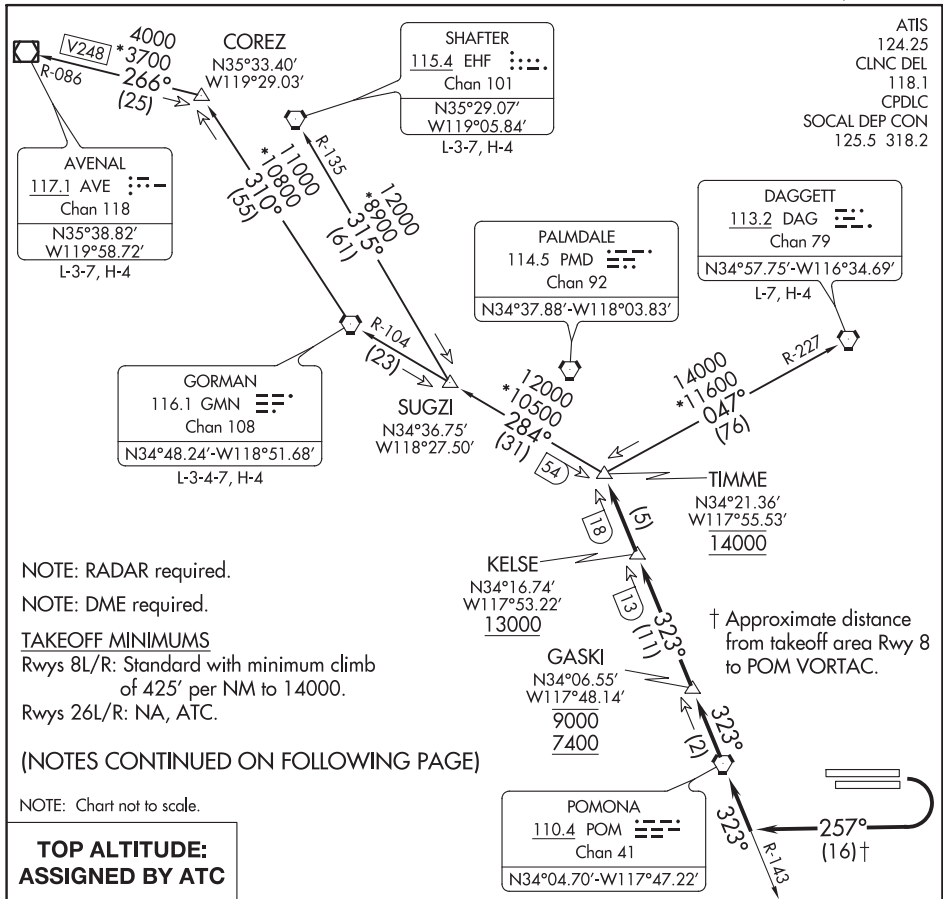 ATIS
124.25
CLNC DEL
118.1
CPDLC
SOCAL DEP CON
125.5 318.2
4000
*3700
V248
266°
(25)
R-086
COREZ
N35°33.40'
W119°29.03'
SHAFTER
115.4 EHF
Chan 101
N35°29.07'
W119°05.84'
L-3-7, H-4
AVENAL
117.1 AVE
Chan 118
N35°38.82'
W119°58.72'
L-3-7, H-4
11000
*10800
310°
(55)
R-135
12000
*8900
315°
(61)
PALMDALE
114.5 PMD
Chan 92
N34°37.88'-W118°03.83'
DAGGETT
113.2 DAG
Chan 79
N34°57.75'-W116°34.69'
L-7, H-4
R-227
14000
*11600
047°
(76)
R-104
(23)
GORMAN
116.1 GMN
Chan 108
N34°48.24'-W118°51.68'
L-3-4-7, H-4
SUGZI
N34°36.75'
W118°27.50'
12000
*10500
284°
(31)
54
TIMME
N34°21.36'
W117°55.53'
14000
18
(5)
KELSE
N34°16.74'
W117°53.22'
13000
13
323°
(11)
GASKI
N34°06.55'
W117°48.14'
9000
7400
† Approximate distance
from takeoff area Rwy 8
to POM VORTAC.
NOTE: RADAR required.
NOTE: DME required.
TAKEOFF MINIMUMS
Rwys 8L/R: Standard with minimum climb
of 425' per NM to 14000.
Rwys 26L/R: NA, ATC.
(NOTES CONTINUED ON FOLLOWING PAGE)
323°
(2)
NOTE: Chart not to scale.
TOP ALTITUDE:
ASSIGNED BY ATC
POMONA
110.4 POM
Chan 41
N34°04.70'-W117°47.22'
323°
R-143
257°
(16) †